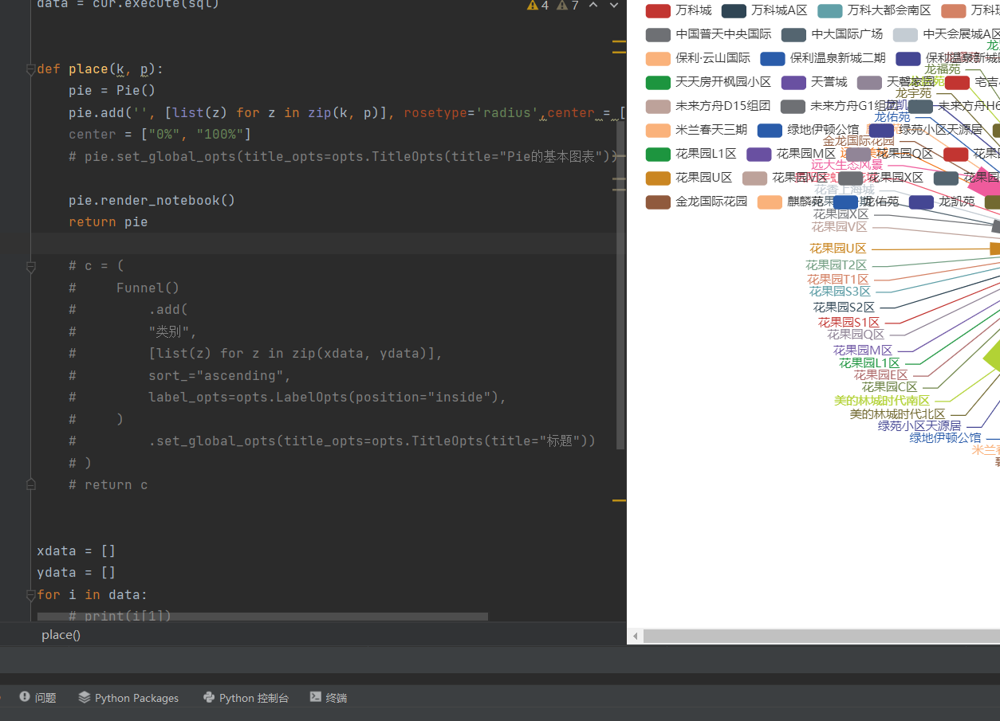 data = cur.execute(sql)
4 7
def place(k, p):
pie = Pie()
pie.add('', [list(z) for z in zip(k, p)], rosetype='radius',center = [
center = ["0%", "100%"]
# pie.set_global_opts(title_opts=opts.TitleOpts(title="Pie的基本图表"))
pie.render_notebook()
return pie
# c = (
# Funnel()
# .add(
# "类别",
# [list(z) for z in zip(xdata, ydata)],
# sort_="ascending",
# label_opts=opts.LabelOpts(position="inside"),
# )
# .set_global_opts(title_opts=opts.TitleOpts(title="标题"))
# )
# return c
xdata = []
ydata = []
for i in data:
# print(i[1])
place()
问题 Python Packages Python 控制台 终端
万科城 万科城A区 万科大都会南区 万科
中国普天中央国际 中大国际广场 中天会展城A区
保利·云山国际 保利温泉新城二期 保利温泉新城
天天房开枫园小区 天誉城 天馨家园 宅吉
未来方舟D15组团 未来方舟G1组团 未来方舟H6
米兰春天三期 绿地伊顿公馆 绿苑小区天源居
花果园L1区 花果园M区 花果园Q区 花果园
花果园U区 花果园V区 花果园X区 花果园
金龙国际花园 麒麟苑 龙佑苑 龙凯苑
龙福苑
龙宇苑
龙凯
龙佑苑
金龙国际花园
远大生态风景
花香上海城
花果园X区
花果园V区
花果园U区
花果园T2区
花果园T1区
花果园S3区
花果园S2区
花果园S1区
花果园Q区
花果园M区
花果园L1区
花果园E区
花果园C区
美的林城时代南区
美的林城时代北区
绿苑小区天源居
绿地伊顿公馆
米兰春